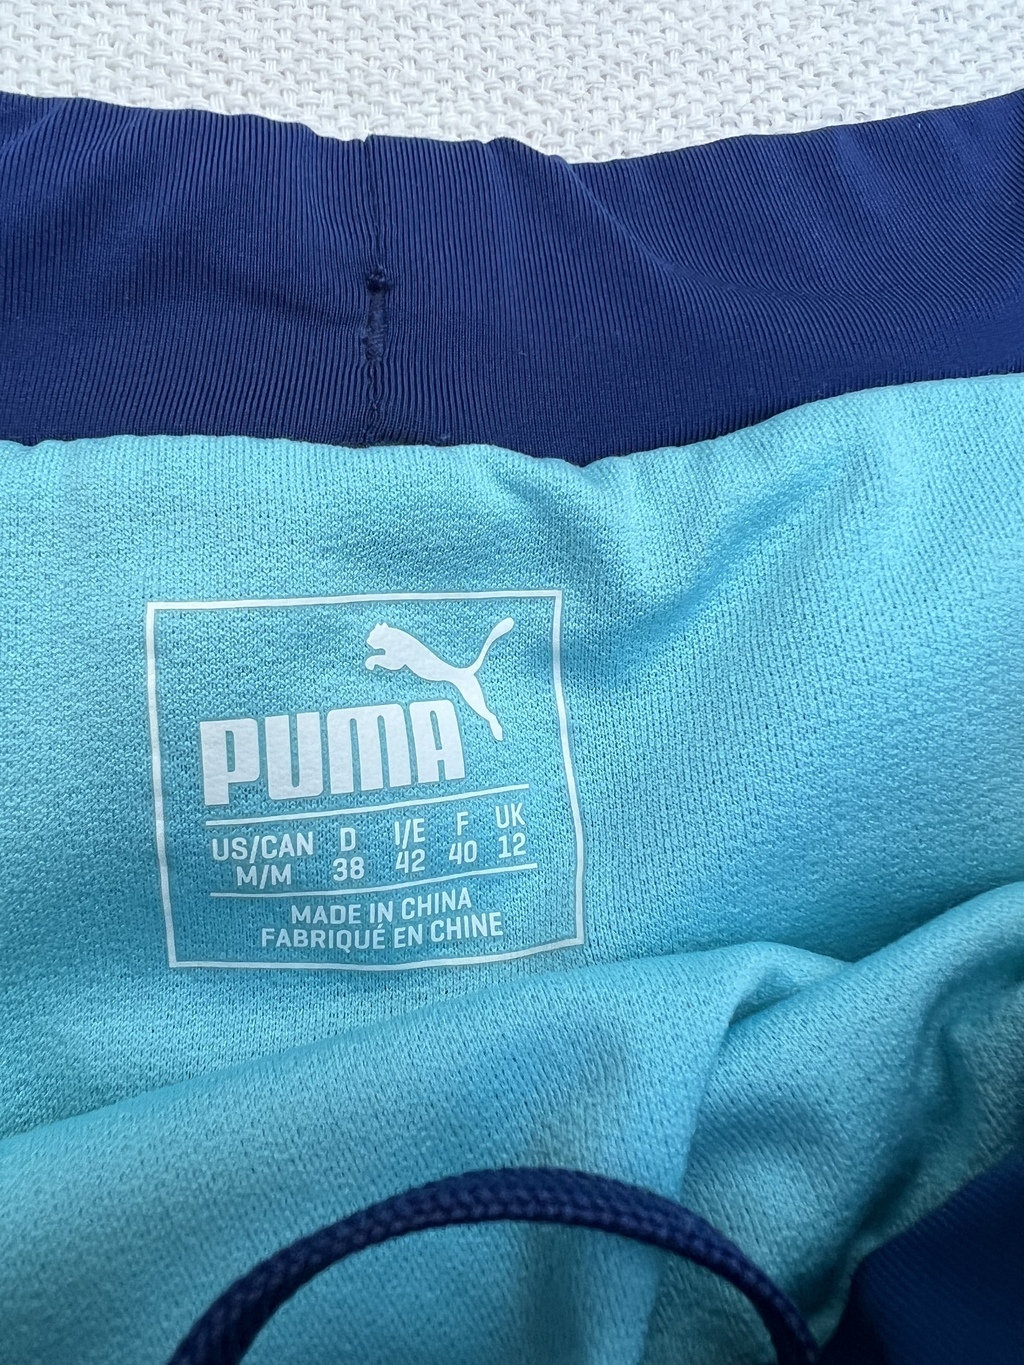 PUMA
US/CAN D I/E F UK
M/M 38 42 40 12
MADE IN CHINA
FABRIQUÉ EN CHINE